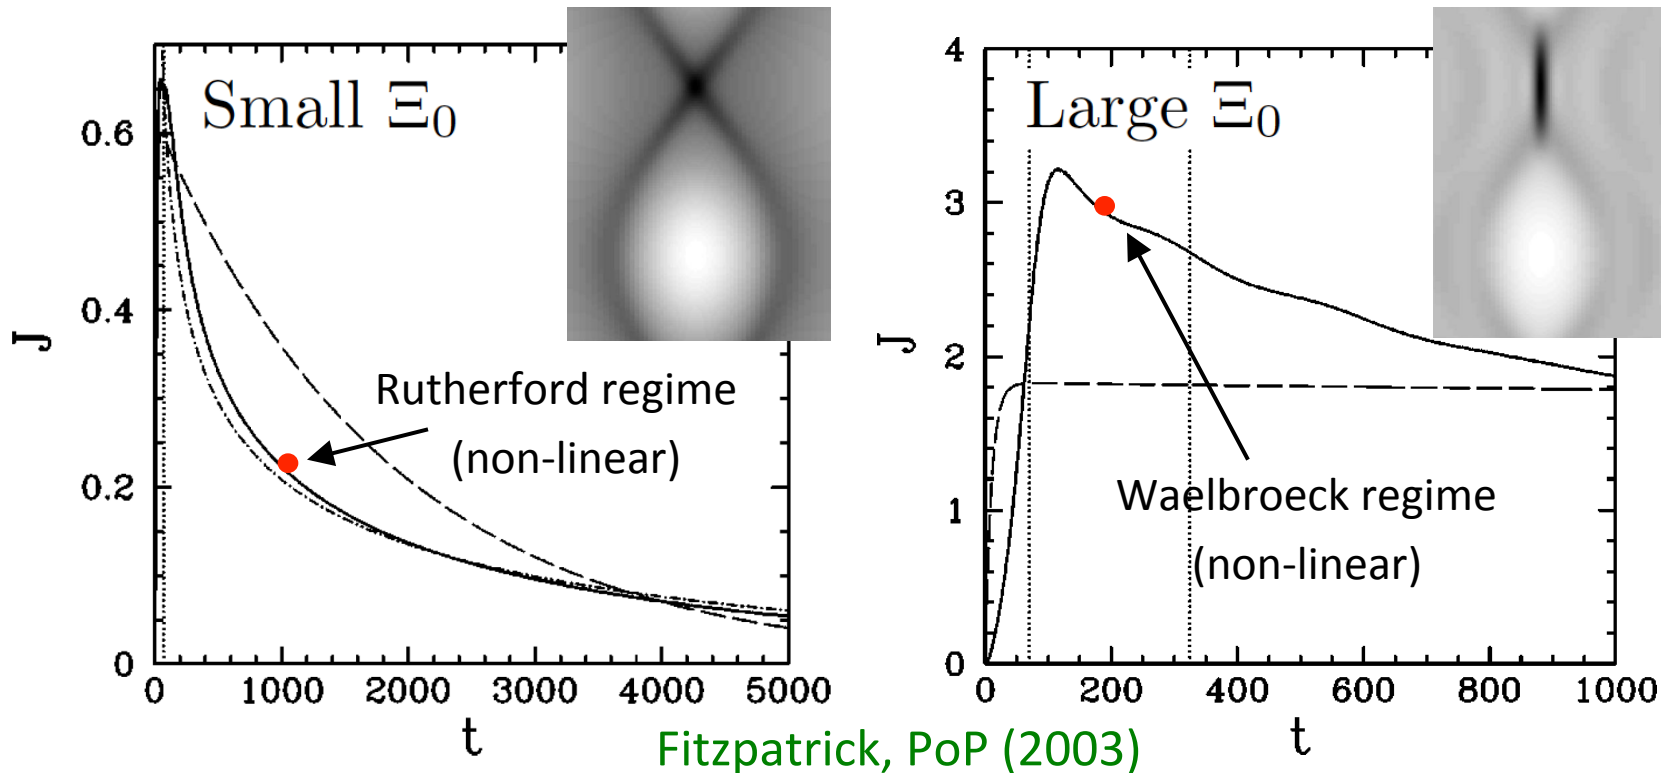 Small Ξ₀
0.6
0.4
0.2
0
J
Rutherford regime
(non-linear)
0 1000 2000 3000 4000 5000
t
Large Ξ₀
4
3
2
1
0
J
Waelbroeck regime
(non-linear)
0 200 400 600 800 1000
t
Fitzpatrick, PoP (2003)